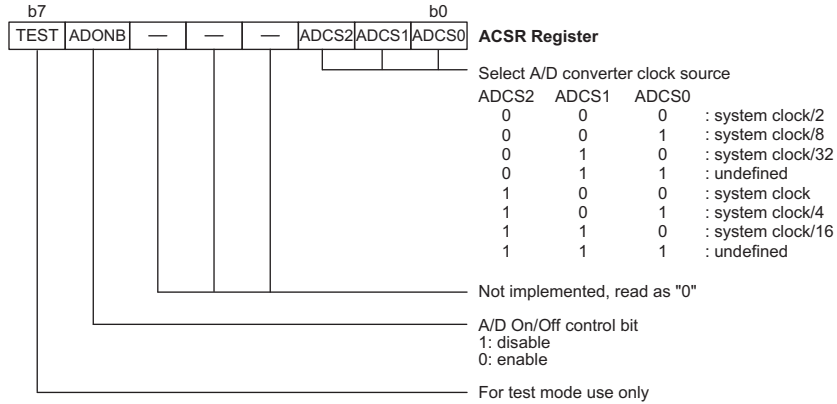 b7 b0
TEST ADONB — — — ADCS2 ADCS1 ADCS0 ACSR Register
Select A/D converter clock source
ADCS2 ADCS1 ADCS0
0 0 0 : system clock/2
0 0 1 : system clock/8
0 1 0 : system clock/32
0 1 1 : undefined
1 0 0 : system clock
1 0 1 : system clock/4
1 1 0 : system clock/16
1 1 1 : undefined
Not implemented, read as "0"
A/D On/Off control bit
1: disable
0: enable
For test mode use only